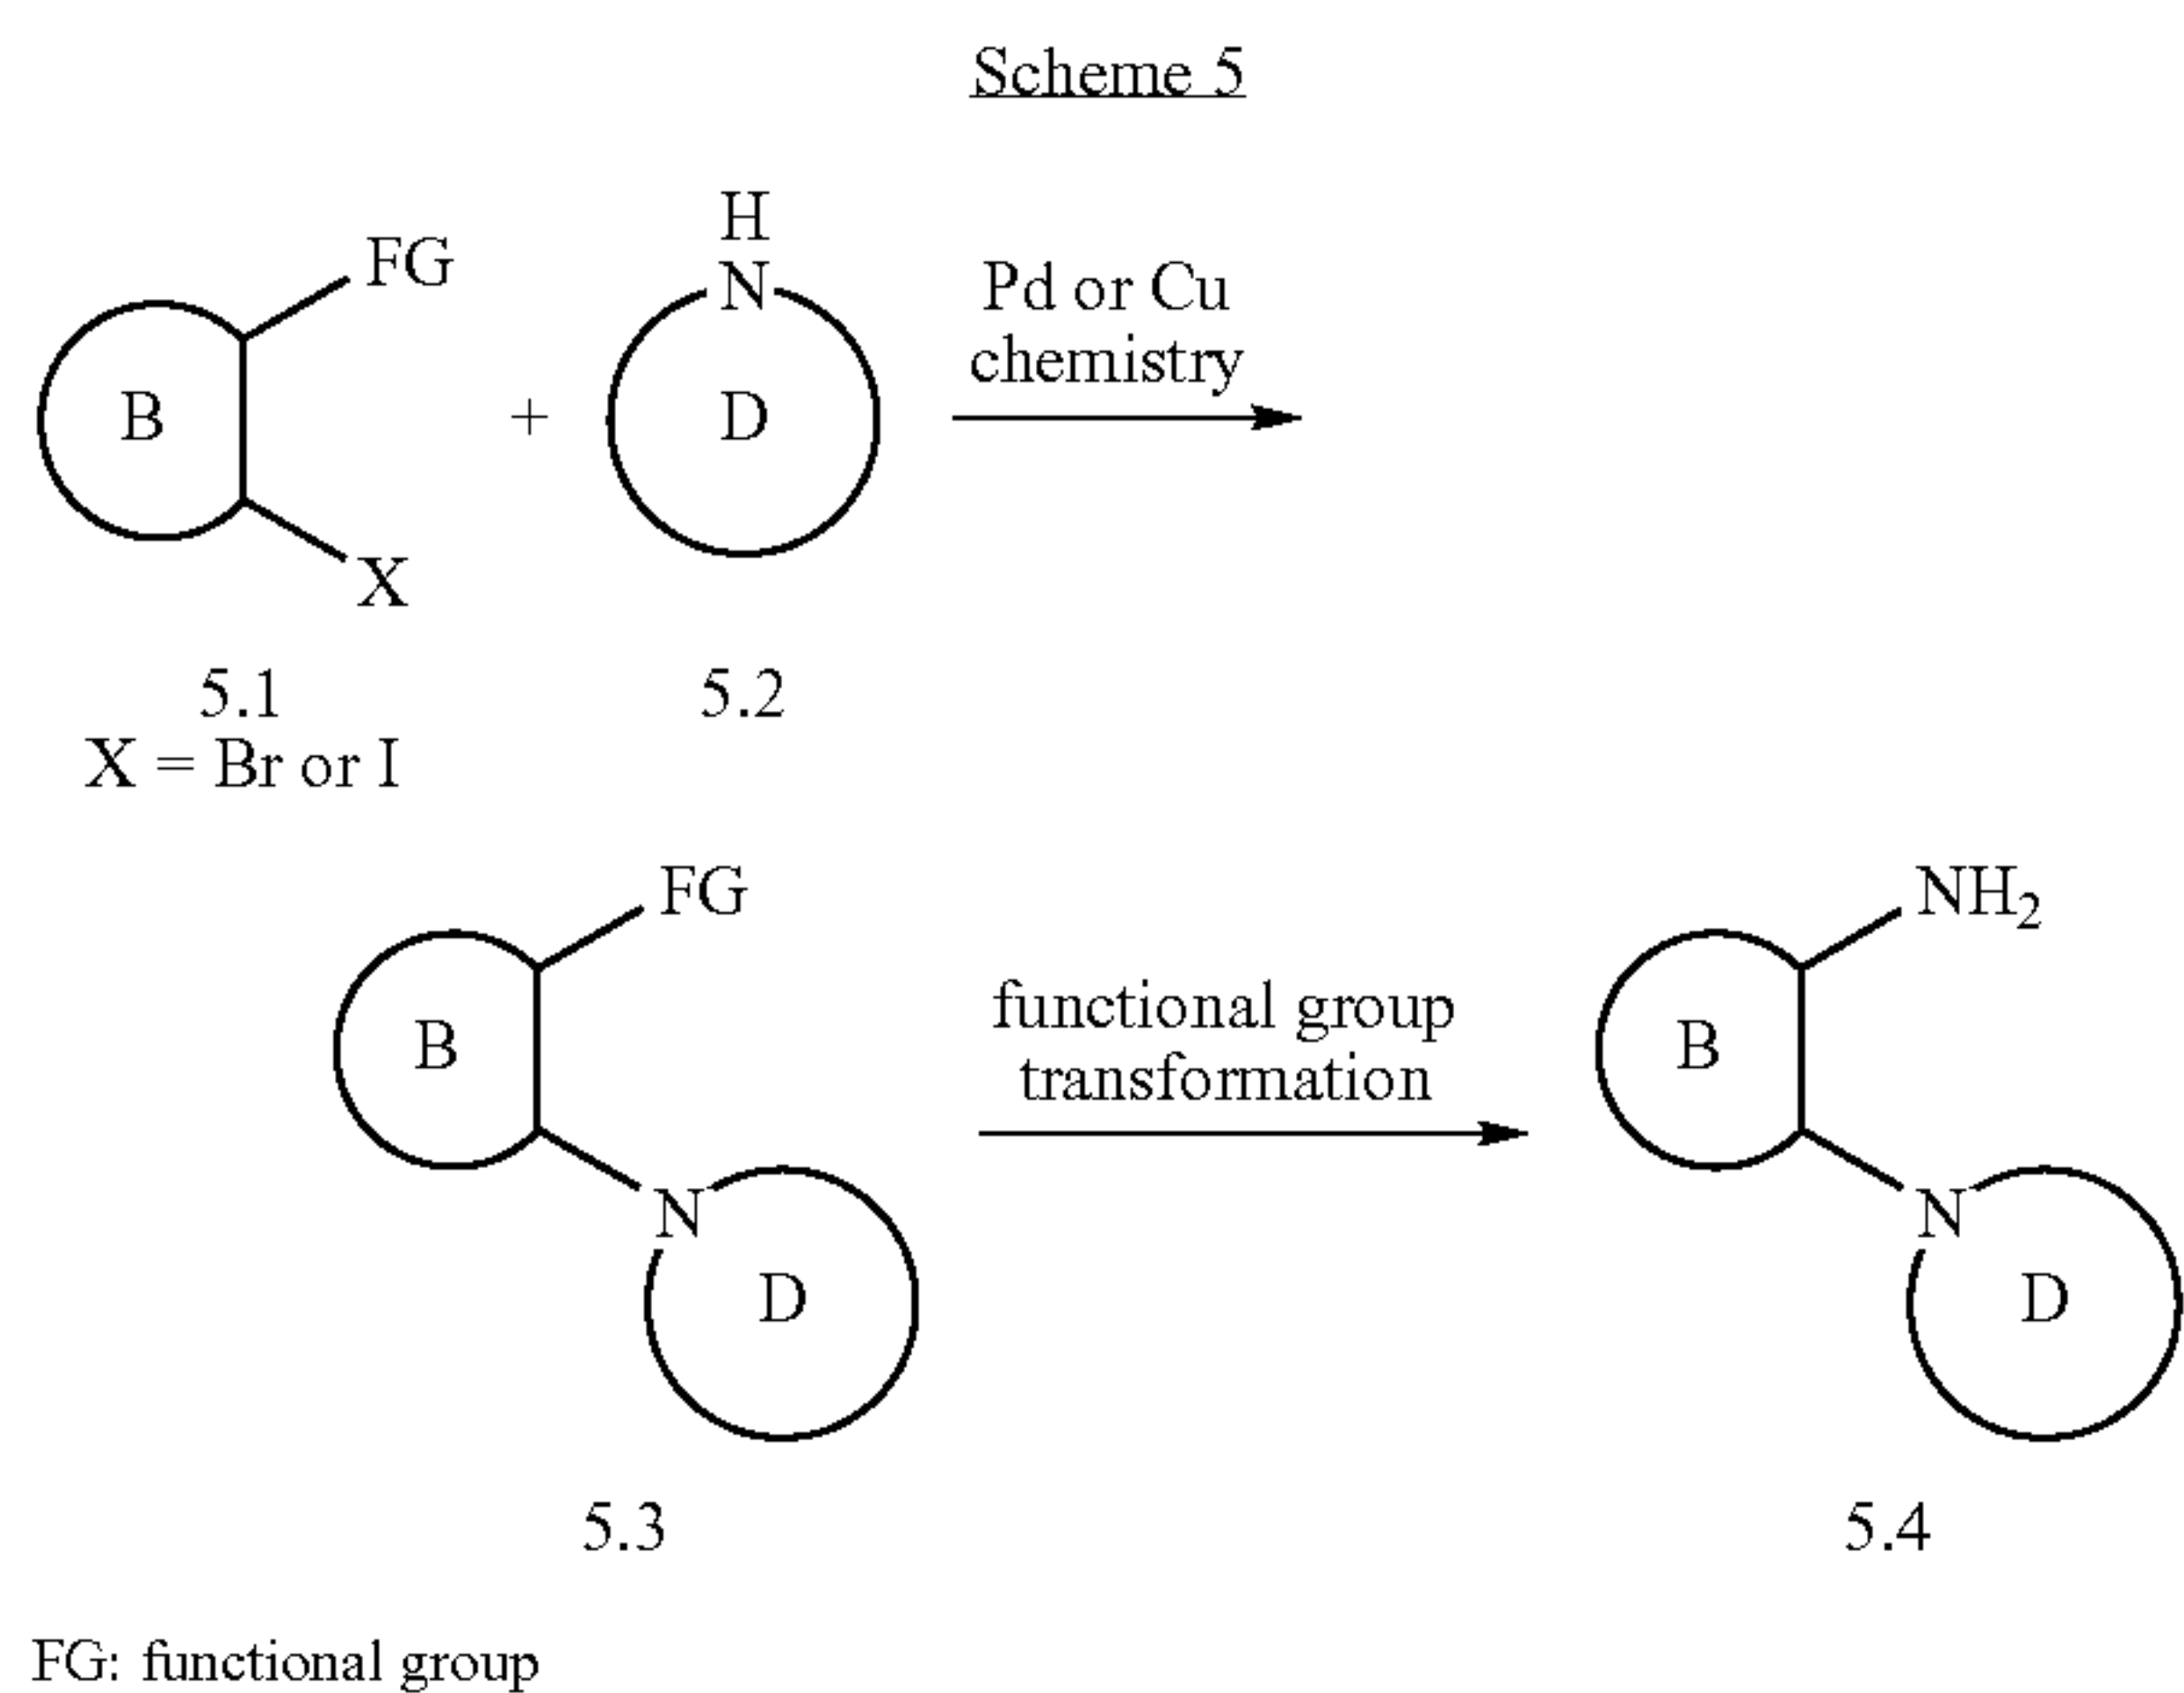 Scheme 5
FG
B
X
+
H
N
D
Pd or Cu
chemistry
5.1
X = Br or I
5.2
FG
B
N
D
5.3
functional group
transformation
NH₂
B
N
D
5.4
FG: functional group